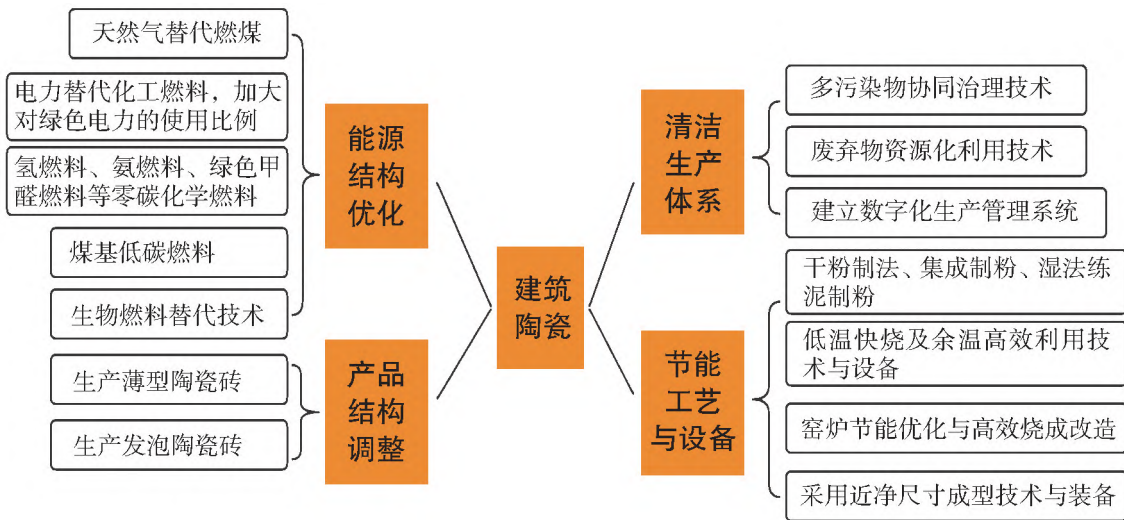 天然气替代燃煤
电力替代化工燃料，加大
对绿色电力的使用比例
氢燃料、氨燃料、绿色甲
醛燃料等零碳化学燃料
煤基低碳燃料
生物燃料替代技术
能源
结构
优化
生产薄型陶瓷砖
生产发泡陶瓷砖
产品
结构
调整
建筑
陶瓷
清洁
生产
体系
多污染物协同治理技术
废弃物资源化利用技术
建立数字化生产管理系统
节能
工艺
与设备
干粉制法、集成制粉、湿法练
泥制粉
低温快烧及余温高效利用技
术与设备
窑炉节能优化与高效烧成改造
采用近净尺寸成型技术与装备